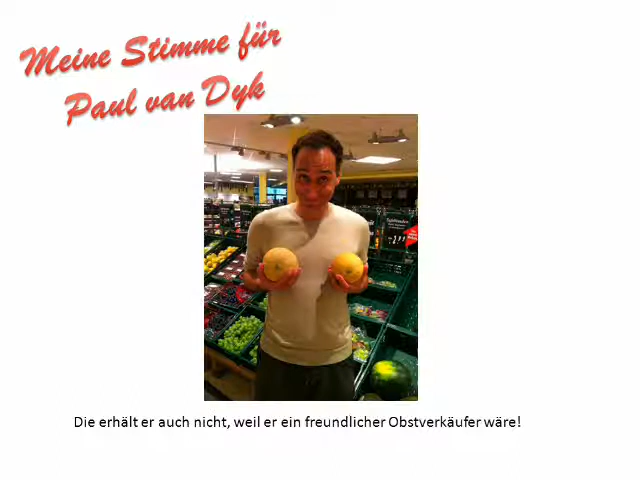 Meine Stimme für
Paul van Dyk
Die erhält er auch nicht, weil er ein freundlicher Obstverkäufer wäre!